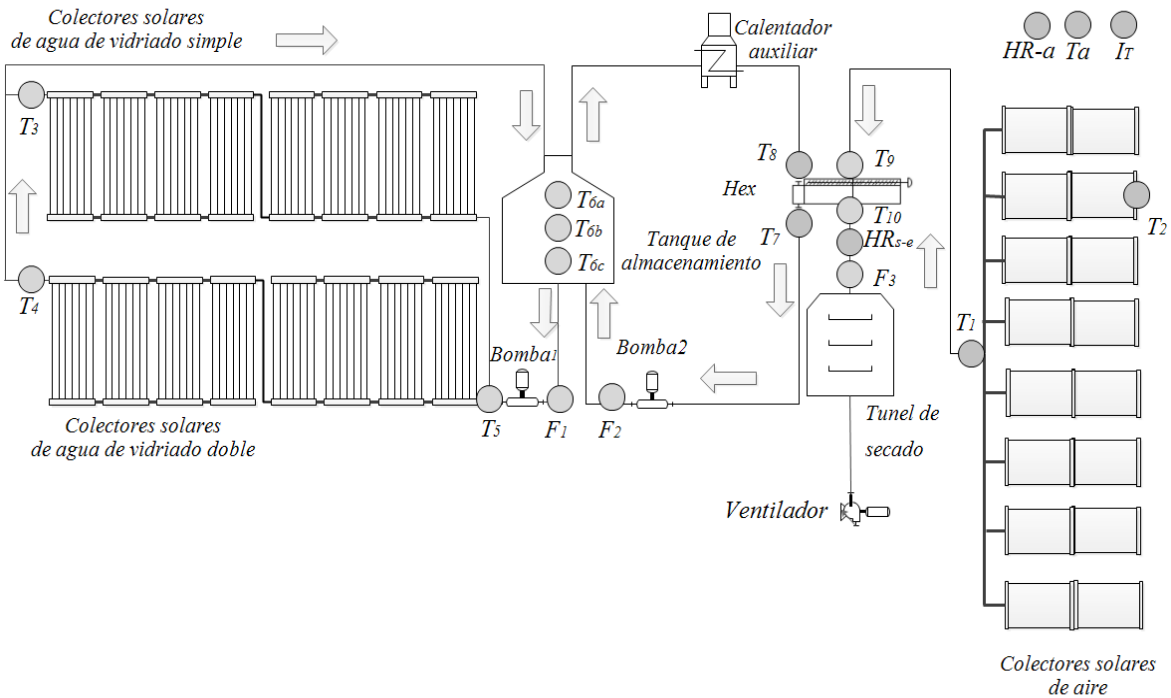 Colectores solares
de agua de vidriado simple
T3
T4
Colectores solares
de agua de vidriado doble
T5
Bomba1
F1
T6a
T6b
T6c
Tanque de
almacenamiento
F2
Bomba2
Calentador
auxiliar
T8
T9
Hex
T7
T10
HRs-e
F3
Tunel de
secado
Ventilador
HR-a Ta IT
T1
T2
Colectores solares
de aire